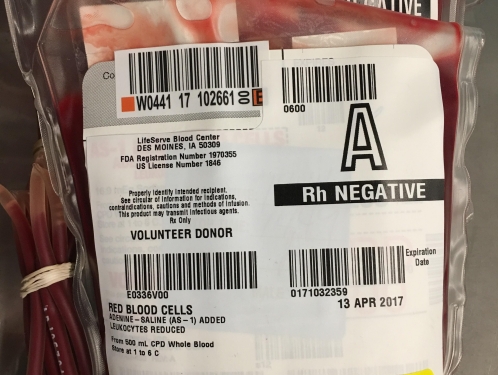 NEGATIVE
Co
W0441 17 102661 00 E
0600
A
Rh NEGATIVE
LifeServe Blood Center
DES MOINES, IA 50309
FDA Registration Number 1970355
US License Number 1846
Properly Identify Intended recipient.
See circular of Information for indications,
contraindications, cautions and methods of infusion.
This product may transmit infectious agents.
Rx Only
VOLUNTEER DONOR
E0336V00
RED BLOOD CELLS
ADENINE-SALINE (AS-1) ADDED
LEUKOCYTES REDUCED
From 500 mL CPD Whole Blood
Store at 1 to 6 C
Expiration
Date
0171032359
13 APR 2017